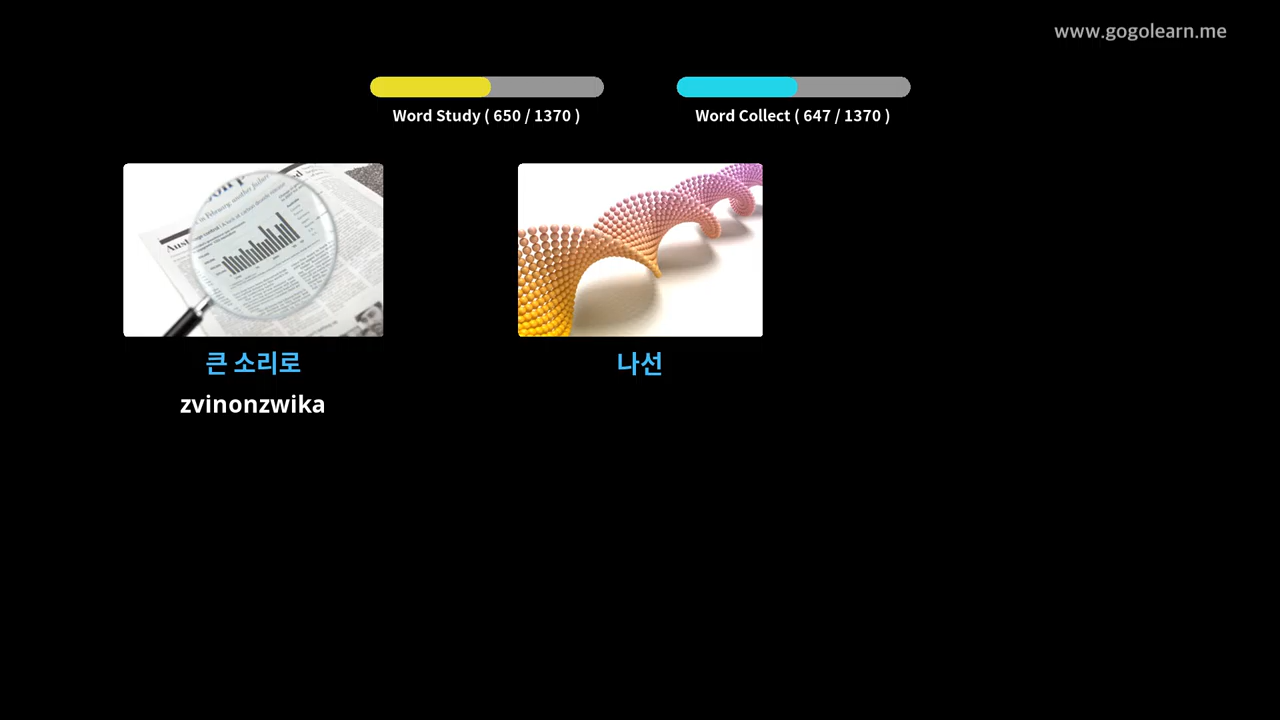 www.gogolearn.me
Word Study ( 650 / 1370 )
Word Collect ( 647 / 1370 )
큰 소리로
zvinonzwika
나선